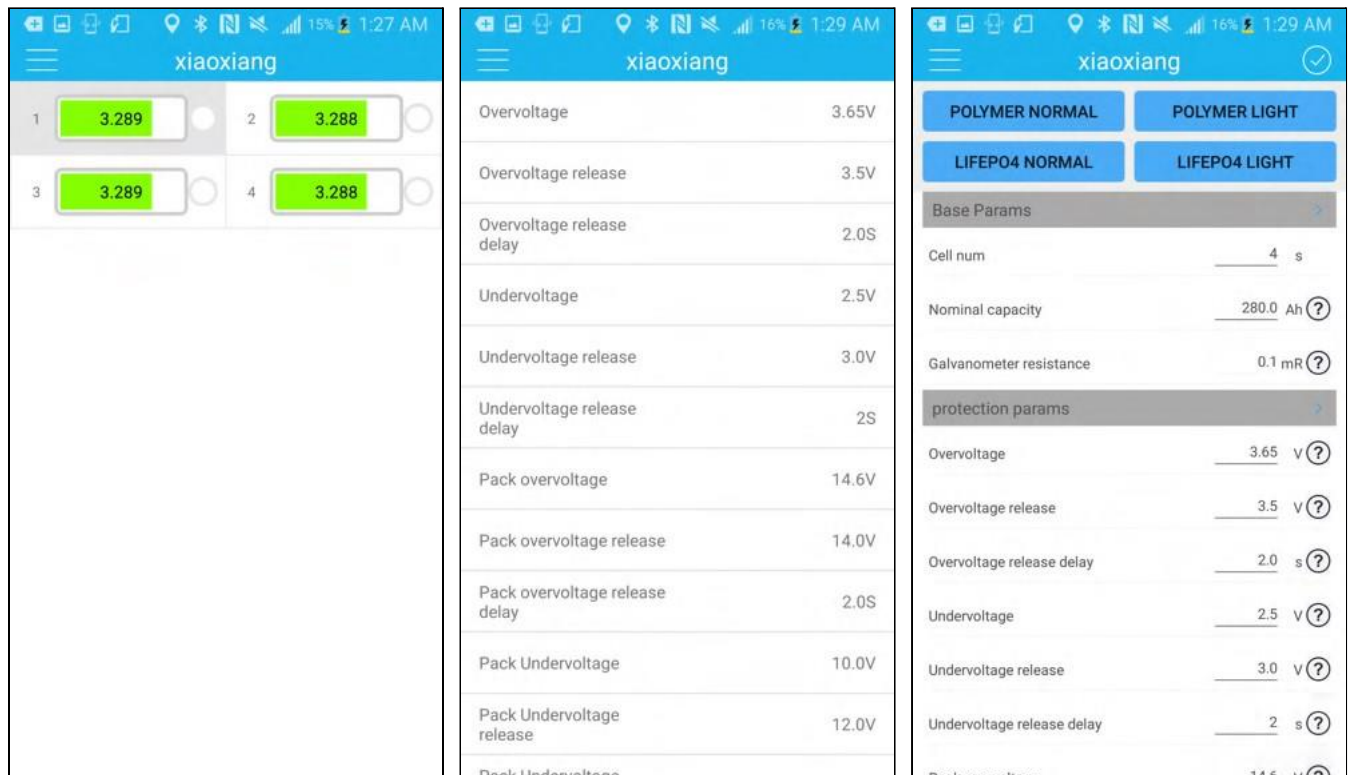 15% 1:27 AM
xiaoxiang
1 3.289 2 3.288
3 3.289 4 3.288
16% 1:29 AM
xiaoxiang
Overvoltage 3.65V
Overvoltage release 3.5V
Overvoltage release
delay 2.0S
Undervoltage 2.5V
Undervoltage release 3.0V
Undervoltage release
delay 2S
Pack overvoltage 14.6V
Pack overvoltage release 14.0V
Pack overvoltage release
delay 2.0S
Pack Undervoltage 10.0V
Pack Undervoltage
release 12.0V
Pack Undervoltage
16% 1:29 AM
xiaoxiang
POLYMER NORMAL POLYMER LIGHT
LIFEPO4 NORMAL LIFEPO4 LIGHT
Base Params >
Cell num 4 s
Nominal capacity 280.0 Ah ?
Galvanometer resistance 0.1 mR ?
protection params >
Overvoltage 3.65 V ?
Overvoltage release 3.5 V ?
Overvoltage release delay 2.0 s ?
Undervoltage 2.5 V ?
Undervoltage release 3.0 V ?
Undervoltage release delay 2 s ?
14.6 V ?